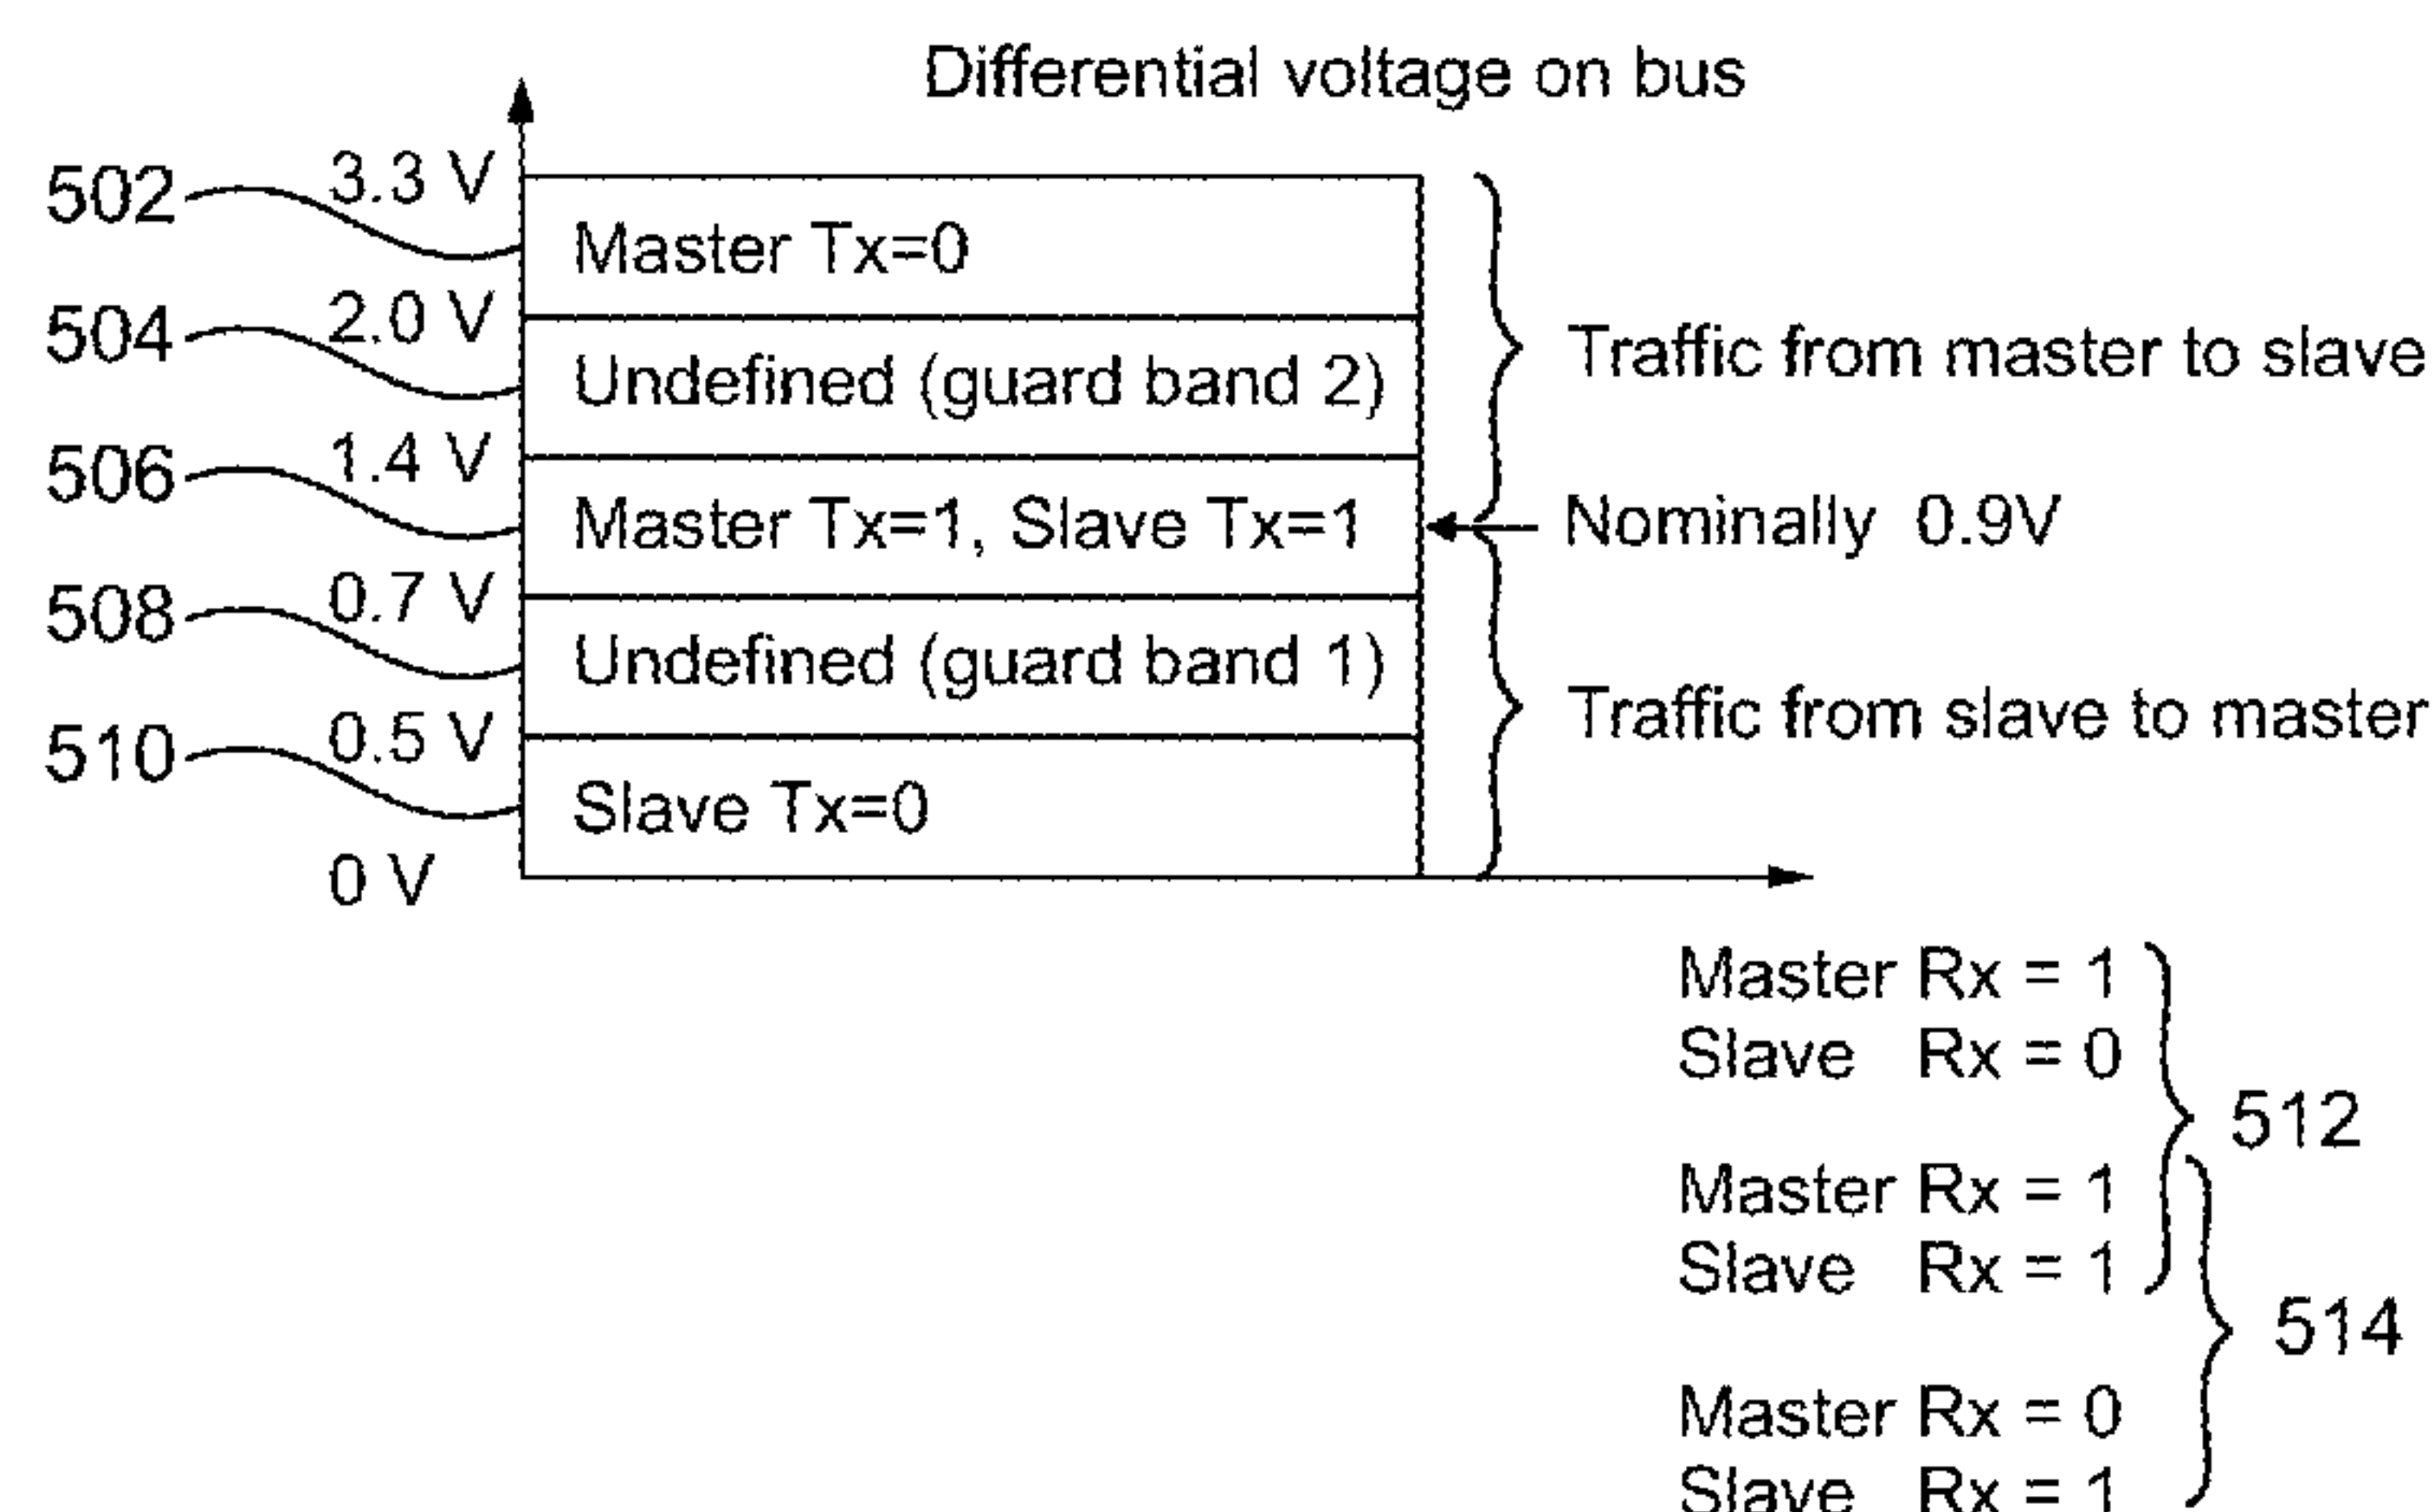 Differential voltage on bus
502 3.3 V
Master Tx=0
504 2.0 V
Undefined (guard band 2)
Traffic from master to slave
506 1.4 V
Master Tx=1, Slave Tx=1
Nominally 0.9V
508 0.7 V
Undefined (guard band 1)
Traffic from slave to master
510 0.5 V
Slave Tx=0
0 V
Master Rx = 1
Slave Rx = 0
512
Master Rx = 1
Slave Rx = 1
514
Master Rx = 0
Slave Rx = 1